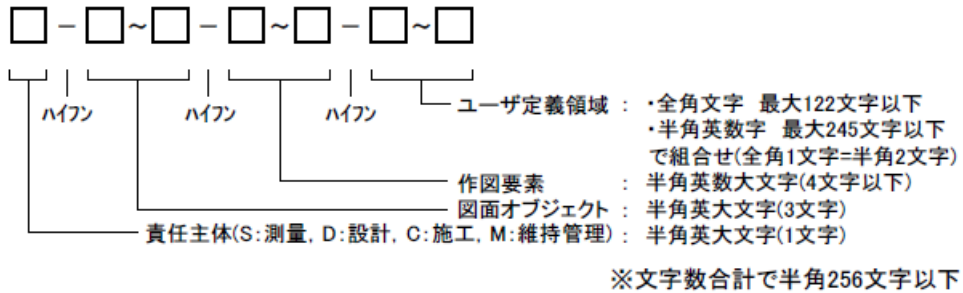 □-□~□-□~□-□~□
ﾊｲﾌﾝ ﾊｲﾌﾝ ﾊｲﾌﾝ
ユーザ定義領域 : ・全角文字 最大122文字以下
・半角英数字 最大245文字以下
で組合せ(全角1文字=半角2文字)
作図要素 : 半角英数大文字(4文字以下)
図面オブジェクト : 半角英大文字(3文字)
責任主体(S:測量, D:設計, C:施工, M:維持管理) : 半角英大文字(1文字)
※文字数合計で半角256文字以下